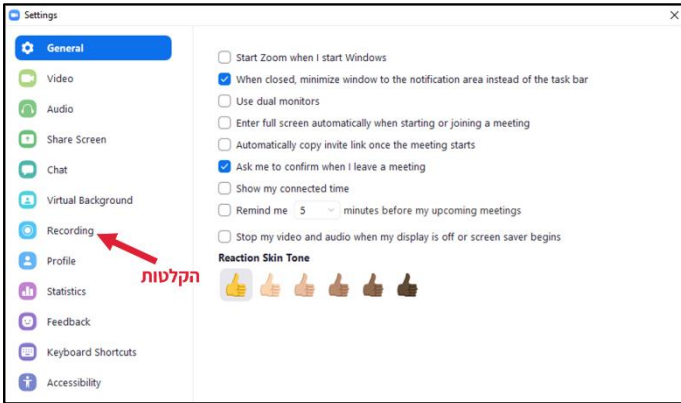 Settings
General
Video
Audio
Share Screen
Chat
Virtual Background
Recording
הקלטות
Profile
Statistics
Feedback
Keyboard Shortcuts
Accessibility
Start Zoom when I start Windows
When closed, minimize window to the notification area instead of the task bar
Use dual monitors
Enter full screen automatically when starting or joining a meeting
Automatically copy invite link once the meeting starts
Ask me to confirm when I leave a meeting
Show my connected time
Remind me 5 minutes before my upcoming meetings
Stop my video and audio when my display is off or screen saver begins
Reaction Skin Tone